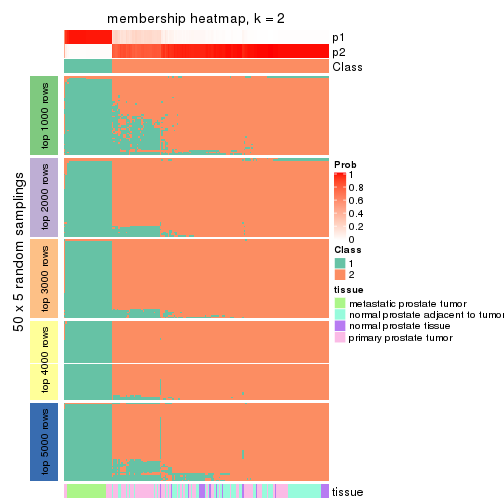 membership heatmap, k = 2
p1
p2
Class
50 x 5 random samplings
top 1000 rows
top 2000 rows
top 3000 rows
top 4000 rows
top 5000 rows
Prob
1
0.8
0.6
0.4
0.2
0
Class
1
2
tissue
metastatic prostate tumor
normal prostate adjacent to tumor
normal prostate tissue
primary prostate tumor
tissue